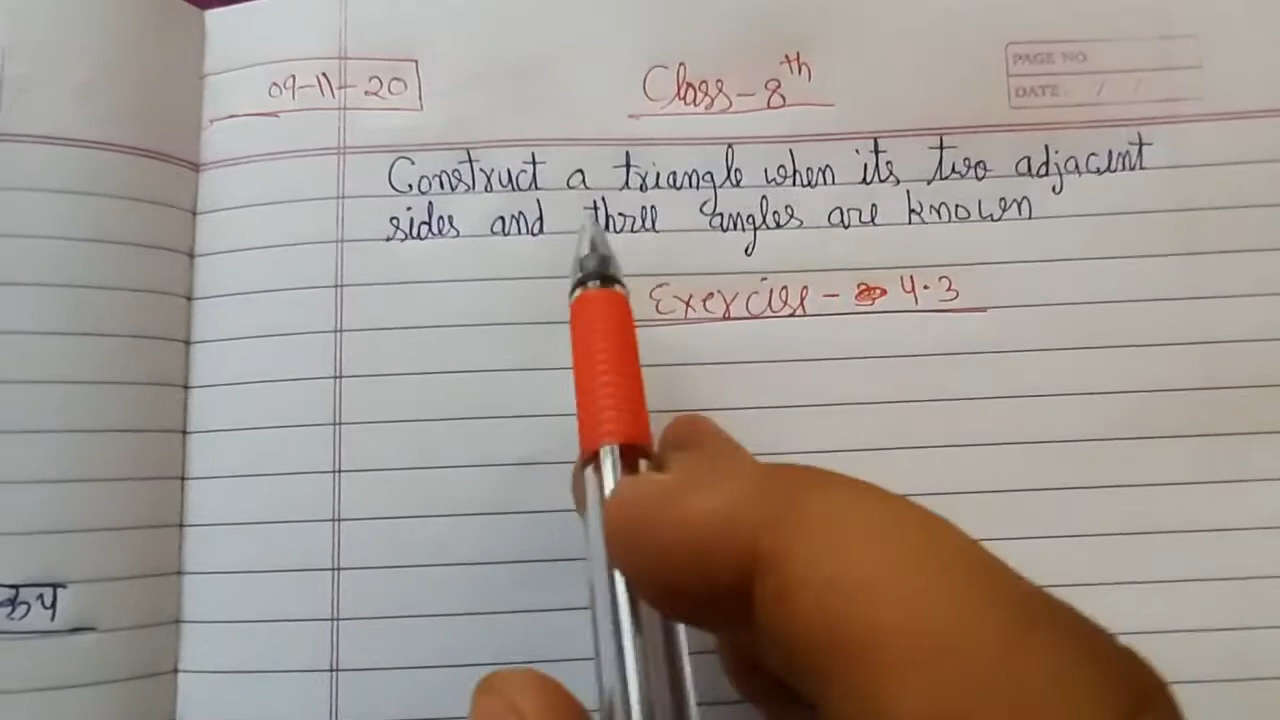 09-11-20
Class - 8th
PAGE NO.
DATE / /
Construct a triangle when its two adjacent
sides and three angles are known
Exercise - 4.3